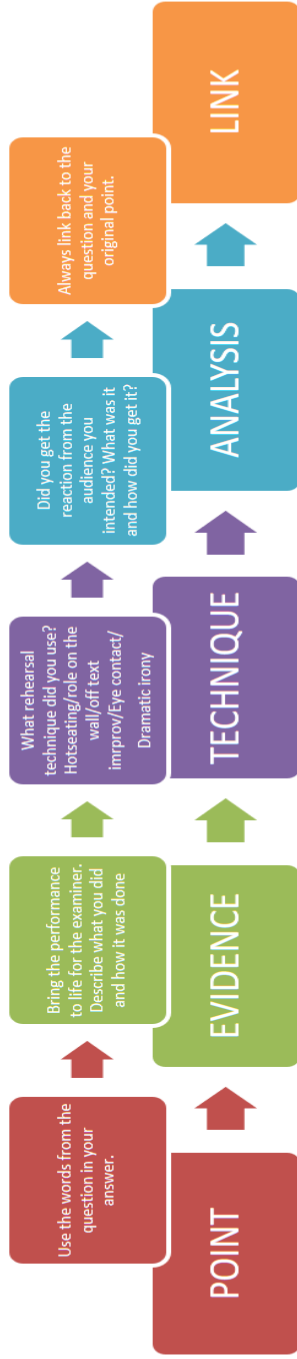 Use the words from the
question in your
answer.
POINT
Bring the performance
to life for the examiner.
Describe what you did
and how it was done
EVIDENCE
What rehearsal
technique did you use?
Hotseating/role on the
wall/off text
imrprov/Eye contact/
Dramatic irony
TECHNIQUE
Did you get the
reaction from the
audience you
intended? What was it
and how did you get it?
ANALYSIS
Always link back to the
question and your
original point.
LINK